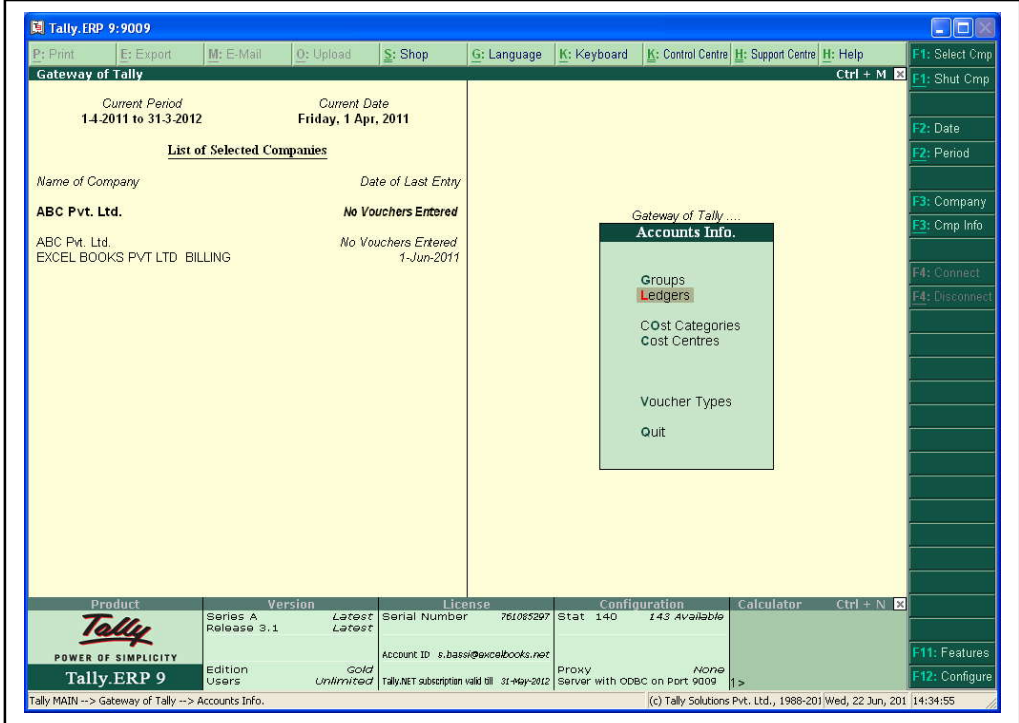 Tally.ERP 9:9009
P: Print E: Export M: E-Mail O: Upload S: Shop G: Language K: Keyboard K: Control Centre H: Support Centre H: Help
Gateway of Tally Ctrl + M
Current Period Current Date
1-4-2011 to 31-3-2012 Friday, 1 Apr, 2011
List of Selected Companies
Name of Company Date of Last Entry
ABC Pvt. Ltd. No Vouchers Entered
ABC Pvt. Ltd. No Vouchers Entered
EXCEL BOOKS PVT LTD BILLING 1-Jun-2011
Gateway of Tally ....
Accounts Info.
Groups
Ledgers
COst Categories
Cost Centres
Voucher Types
Quit
F1: Select Cmp
F1: Shut Cmp
F2: Date
F2: Period
F3: Company
F3: Cmp Info
F4: Connect
F4: Disconnect
F11: Features
F12: Configure
Product Version License Configuration Calculator Ctrl + N
Tally
POWER OF SIMPLICITY
Tally.ERP 9
Series A Latest
Release 3.1 Latest
Edition Gold
Users Unlimited
Serial Number 761085297
Account ID s.bassi@excelbooks.net
Tally.NET subscription valid till 31-May-2012
Stat 140 143 Available
Proxy None
Server with ODBC on Port 9009
1>
Tally MAIN --> Gateway of Tally --> Accounts Info. (c) Tally Solutions Pvt. Ltd., 1988-201 Wed, 22 Jun, 201 14:34:55